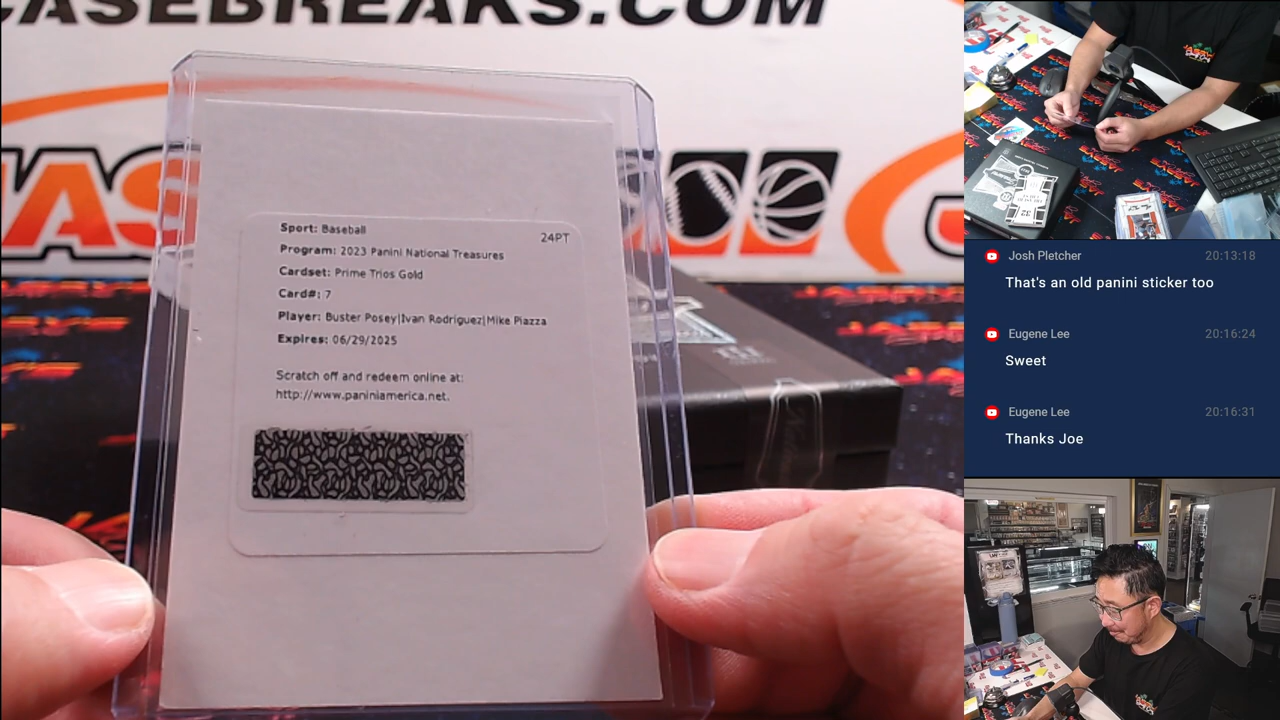 CASEBREAKS.COM
JAS
Sport: Baseball
24PT
Program: 2023 Panini National Treasures
Cardset: Prime Trios Gold
Card#: 7
Player: Buster Posey|Ivan Rodriguez|Mike Piazza
Expires: 06/29/2025
Scratch off and redeem online at:
http://www.paniniamerica.net.
Josh Pletcher
20:13:18
That's an old panini sticker too
Eugene Lee
20:16:24
Sweet
Eugene Lee
20:16:31
Thanks Joe